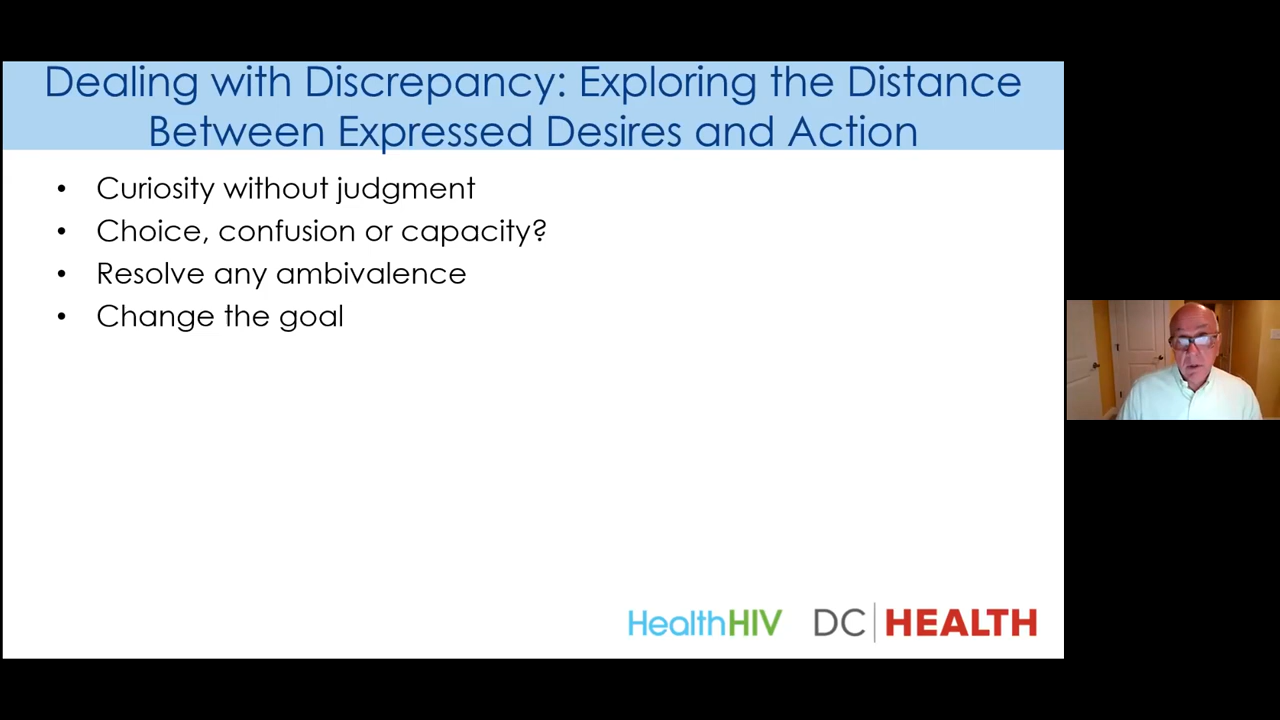 Dealing with Discrepancy: Exploring the Distance
Between Expressed Desires and Action
• Curiosity without judgment
• Choice, confusion or capacity?
• Resolve any ambivalence
• Change the goal
HealthHIV
DC | HEALTH